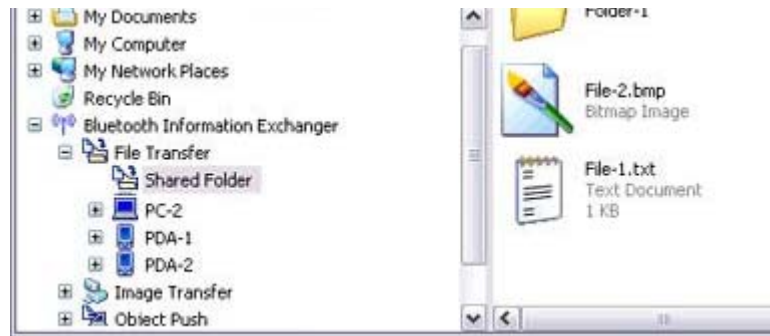 My Documents
My Computer
My Network Places
Recycle Bin
Bluetooth Information Exchanger
File Transfer
Shared Folder
PC-2
PDA-1
PDA-2
Image Transfer
Object Push
Folder-1
File-2.bmp
Bitmap Image
File-1.txt
Text Document
1 KB